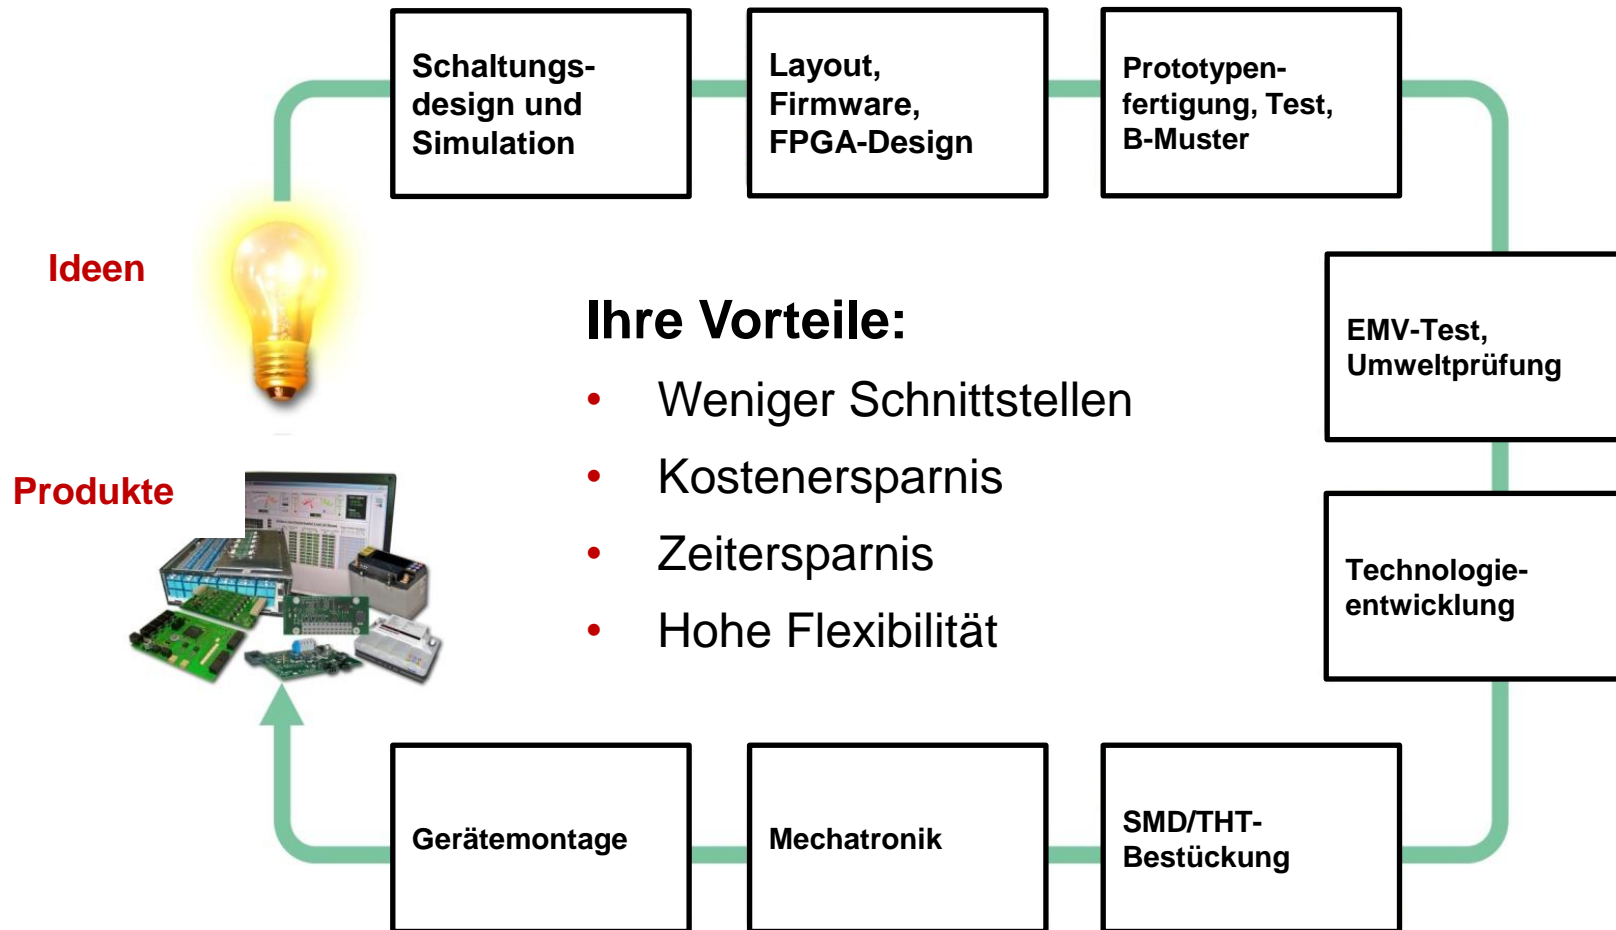 Schaltungs-
design und
Simulation
Layout,
Firmware,
FPGA-Design
Prototypen-
fertigung, Test,
B-Muster
Ideen
EMV-Test,
Umweltprüfung
Ihre Vorteile:
• Weniger Schnittstellen
• Kostenersparnis
• Zeitersparnis
• Hohe Flexibilität
Produkte
Technologie-
entwicklung
Gerätemontage
Mechatronik
SMD/THT-
Bestückung